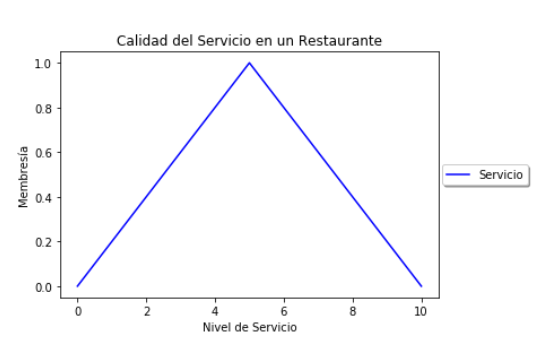 Calidad del Servicio en un Restaurante
1.0
0.8
0.6
0.4
0.2
0.0
Membresía
Servicio
0 2 4 6 8 10
Nivel de Servicio